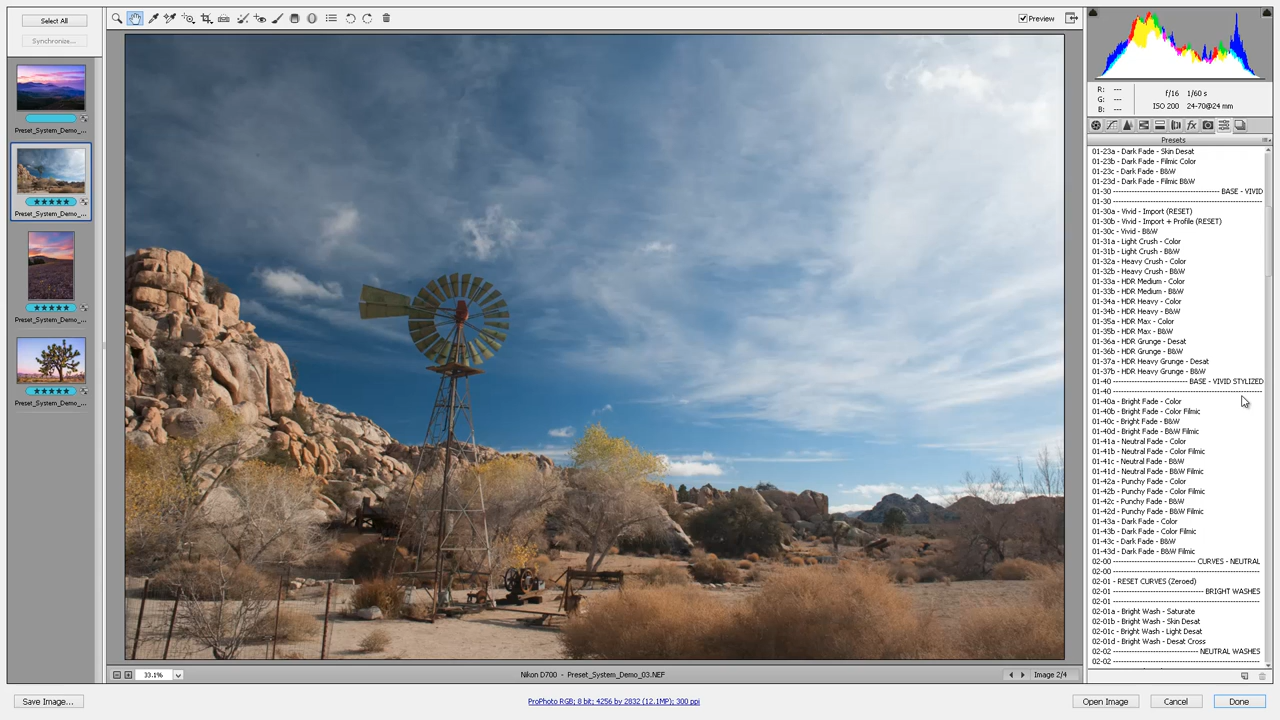 Select All
Synchronize...
Preset_System_Demo_...
Preset_System_Demo_...
Preset_System_Demo_...
Preset_System_Demo_...
Preview
R: ---
G: ---
B: ---
f/16 1/60 s
ISO 200 24-70@24 mm
Presets
01-23a - Dark Fade - Skin Desat
01-23b - Dark Fade - Filmic Color
01-23c - Dark Fade - B&W
01-23d - Dark Fade - Filmic B&W
01-30 ------------------------------------ BASE - VIVID
01-30 --------------------------------------------------
01-30a - Vivid - Import (RESET)
01-30b - Vivid - Import + Profile (RESET)
01-30c - Vivid - B&W
01-31a - Light Crush - Color
01-31b - Light Crush - B&W
01-32a - Heavy Crush - Color
01-32b - Heavy Crush - B&W
01-33a - HDR Medium - Color
01-33b - HDR Medium - B&W
01-34a - HDR Heavy - Color
01-34b - HDR Heavy - B&W
01-35a - HDR Max - Color
01-35b - HDR Max - B&W
01-36a - HDR Grunge - Desat
01-36b - HDR Grunge - B&W
01-37a - HDR Heavy Grunge - Desat
01-37b - HDR Heavy Grunge - B&W
01-40 ------------------------- BASE - VIVID STYLIZED
01-40 --------------------------------------------------
01-40a - Bright Fade - Color
01-40b - Bright Fade - Color Filmic
01-40c - Bright Fade - B&W
01-40d - Bright Fade - B&W Filmic
01-41a - Neutral Fade - Color
01-41b - Neutral Fade - Color Filmic
01-41c - Neutral Fade - B&W
01-41d - Neutral Fade - B&W Filmic
01-42a - Punchy Fade - Color
01-42b - Punchy Fade - Color Filmic
01-42c - Punchy Fade - B&W
01-42d - Punchy Fade - B&W Filmic
01-43a - Dark Fade - Color
01-43b - Dark Fade - Color Filmic
01-43c - Dark Fade - B&W
01-43d - Dark Fade - B&W Filmic
02-00 ---------------------------- CURVES - NEUTRAL
02-00 --------------------------------------------------
02-01 - RESET CURVES (Zeroed)
02-01 ------------------------------ BRIGHT WASHES
02-01 --------------------------------------------------
02-01a - Bright Wash - Saturate
02-01b - Bright Wash - Skin Desat
02-01c - Bright Wash - Light Desat
02-01d - Bright Wash - Desat Cross
02-02 ---------------------------- NEUTRAL WASHES
02-02 --------------------------------------------------
33.1%
Nikon D700 - Preset_System_Demo_03.NEF
Image 2/4
Save Image...
ProPhoto RGB; 8 bit; 4256 by 2832 (12.1MP); 300 ppi
Open Image
Cancel
Done